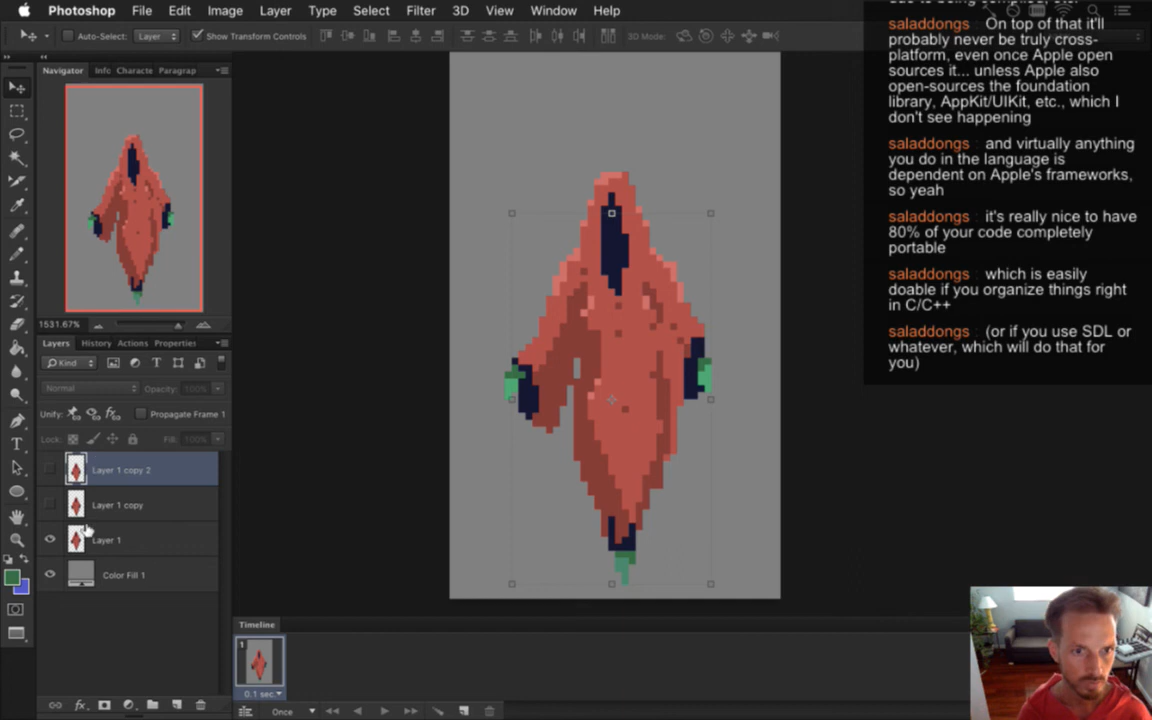 Photoshop File Edit Image Layer Type Select Filter 3D View Window Help
Auto-Select: Layer Show Transform Controls 3D Mode:
Navigator Info Characte Paragrap
1531.67%
Layers History Actions Properties
Kind T
Normal Opacity: 100%
Unify: Propagate Frame 1
Lock: Fill: 100%
Layer 1 copy 2
Layer 1 copy
Layer 1
Color Fill 1
fx
Timeline
1
0.1 sec.
Once
saladdongs On top of that it'll
probably never be truly cross-
platform, even once Apple open
sources it... unless Apple also
open-sources the foundation
library, AppKit/UIKit, etc., which I
don't see happening
saladdongs and virtually anything
you do in the language is
dependent on Apple's frameworks,
so yeah
saladdongs it's really nice to have
80% of your code completely
portable
saladdongs which is easily
doable if you organize things right
in C/C++
saladdongs (or if you use SDL or
whatever, which will do that for
you)